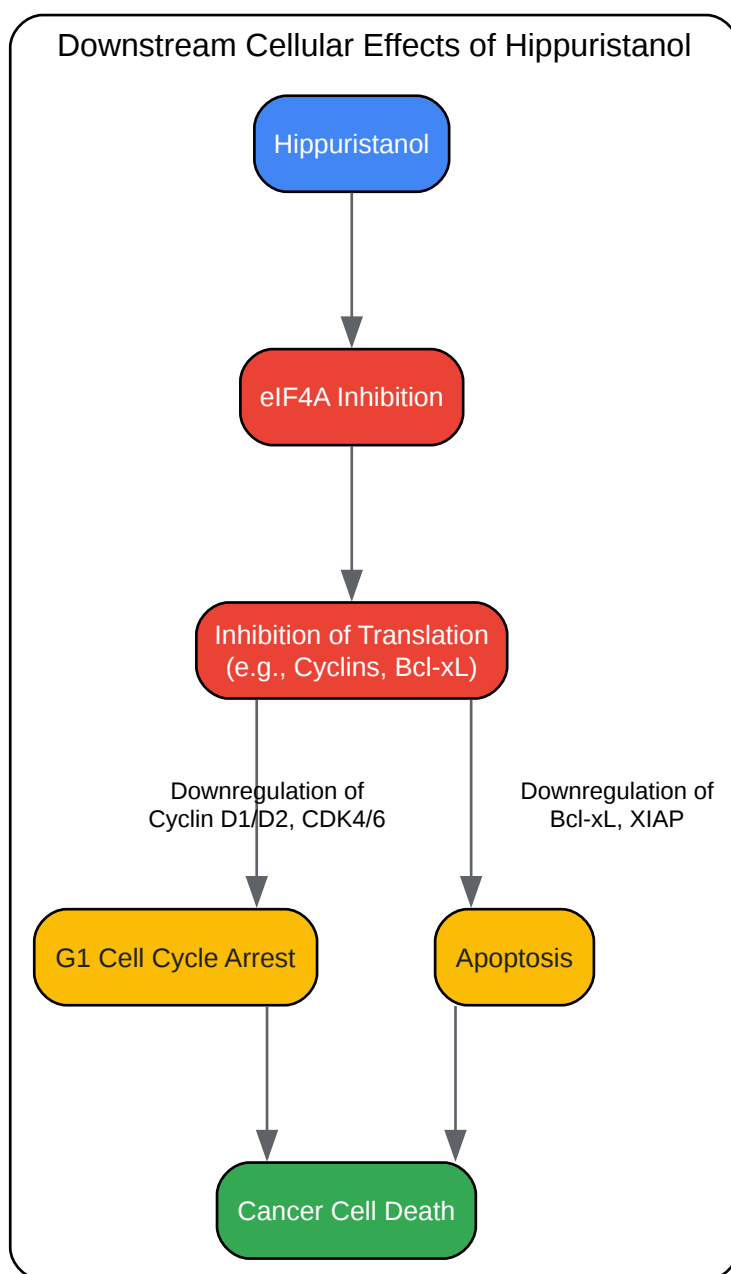 Downstream Cellular Effects of Hippuristanol
Hippuristanol
eIF4A Inhibition
Inhibition of Translation
(e.g., Cyclins, Bcl-xL)
Downregulation of
Cyclin D1/D2, CDK4/6
Downregulation of
Bcl-xL, XIAP
G1 Cell Cycle Arrest
Apoptosis
Cancer Cell Death